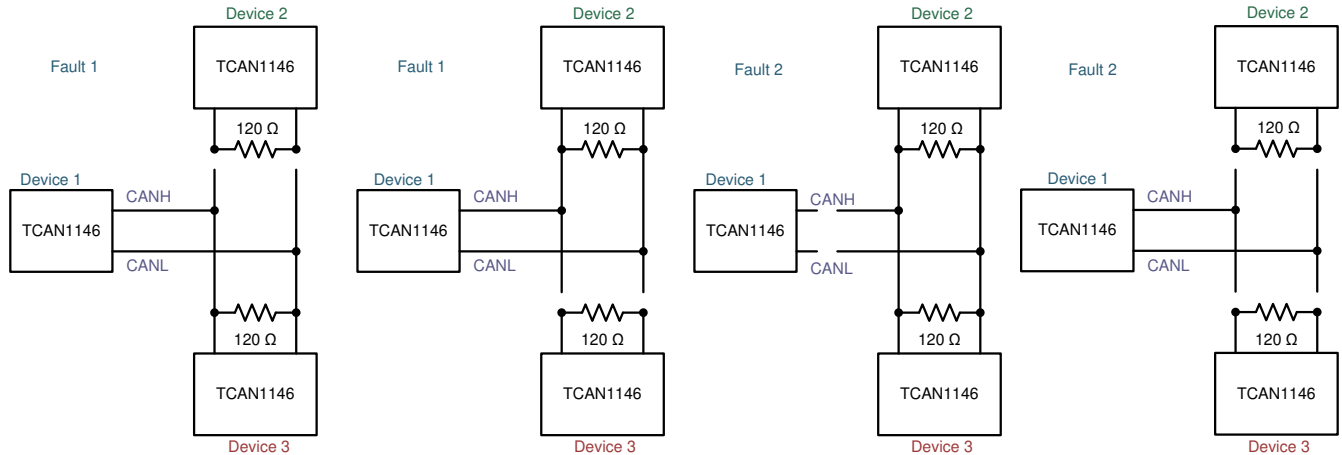 Device 2
Fault 1
TCAN1146
120 Ω
Device 1
TCAN1146
CANH
CANL
120 Ω
TCAN1146
Device 3
Device 2
Fault 1
TCAN1146
120 Ω
Device 1
TCAN1146
CANH
CANL
120 Ω
TCAN1146
Device 3
Device 2
Fault 2
TCAN1146
120 Ω
Device 1
TCAN1146
CANH
CANL
120 Ω
TCAN1146
Device 3
Device 2
Fault 2
TCAN1146
120 Ω
Device 1
TCAN1146
CANH
CANL
120 Ω
TCAN1146
Device 3